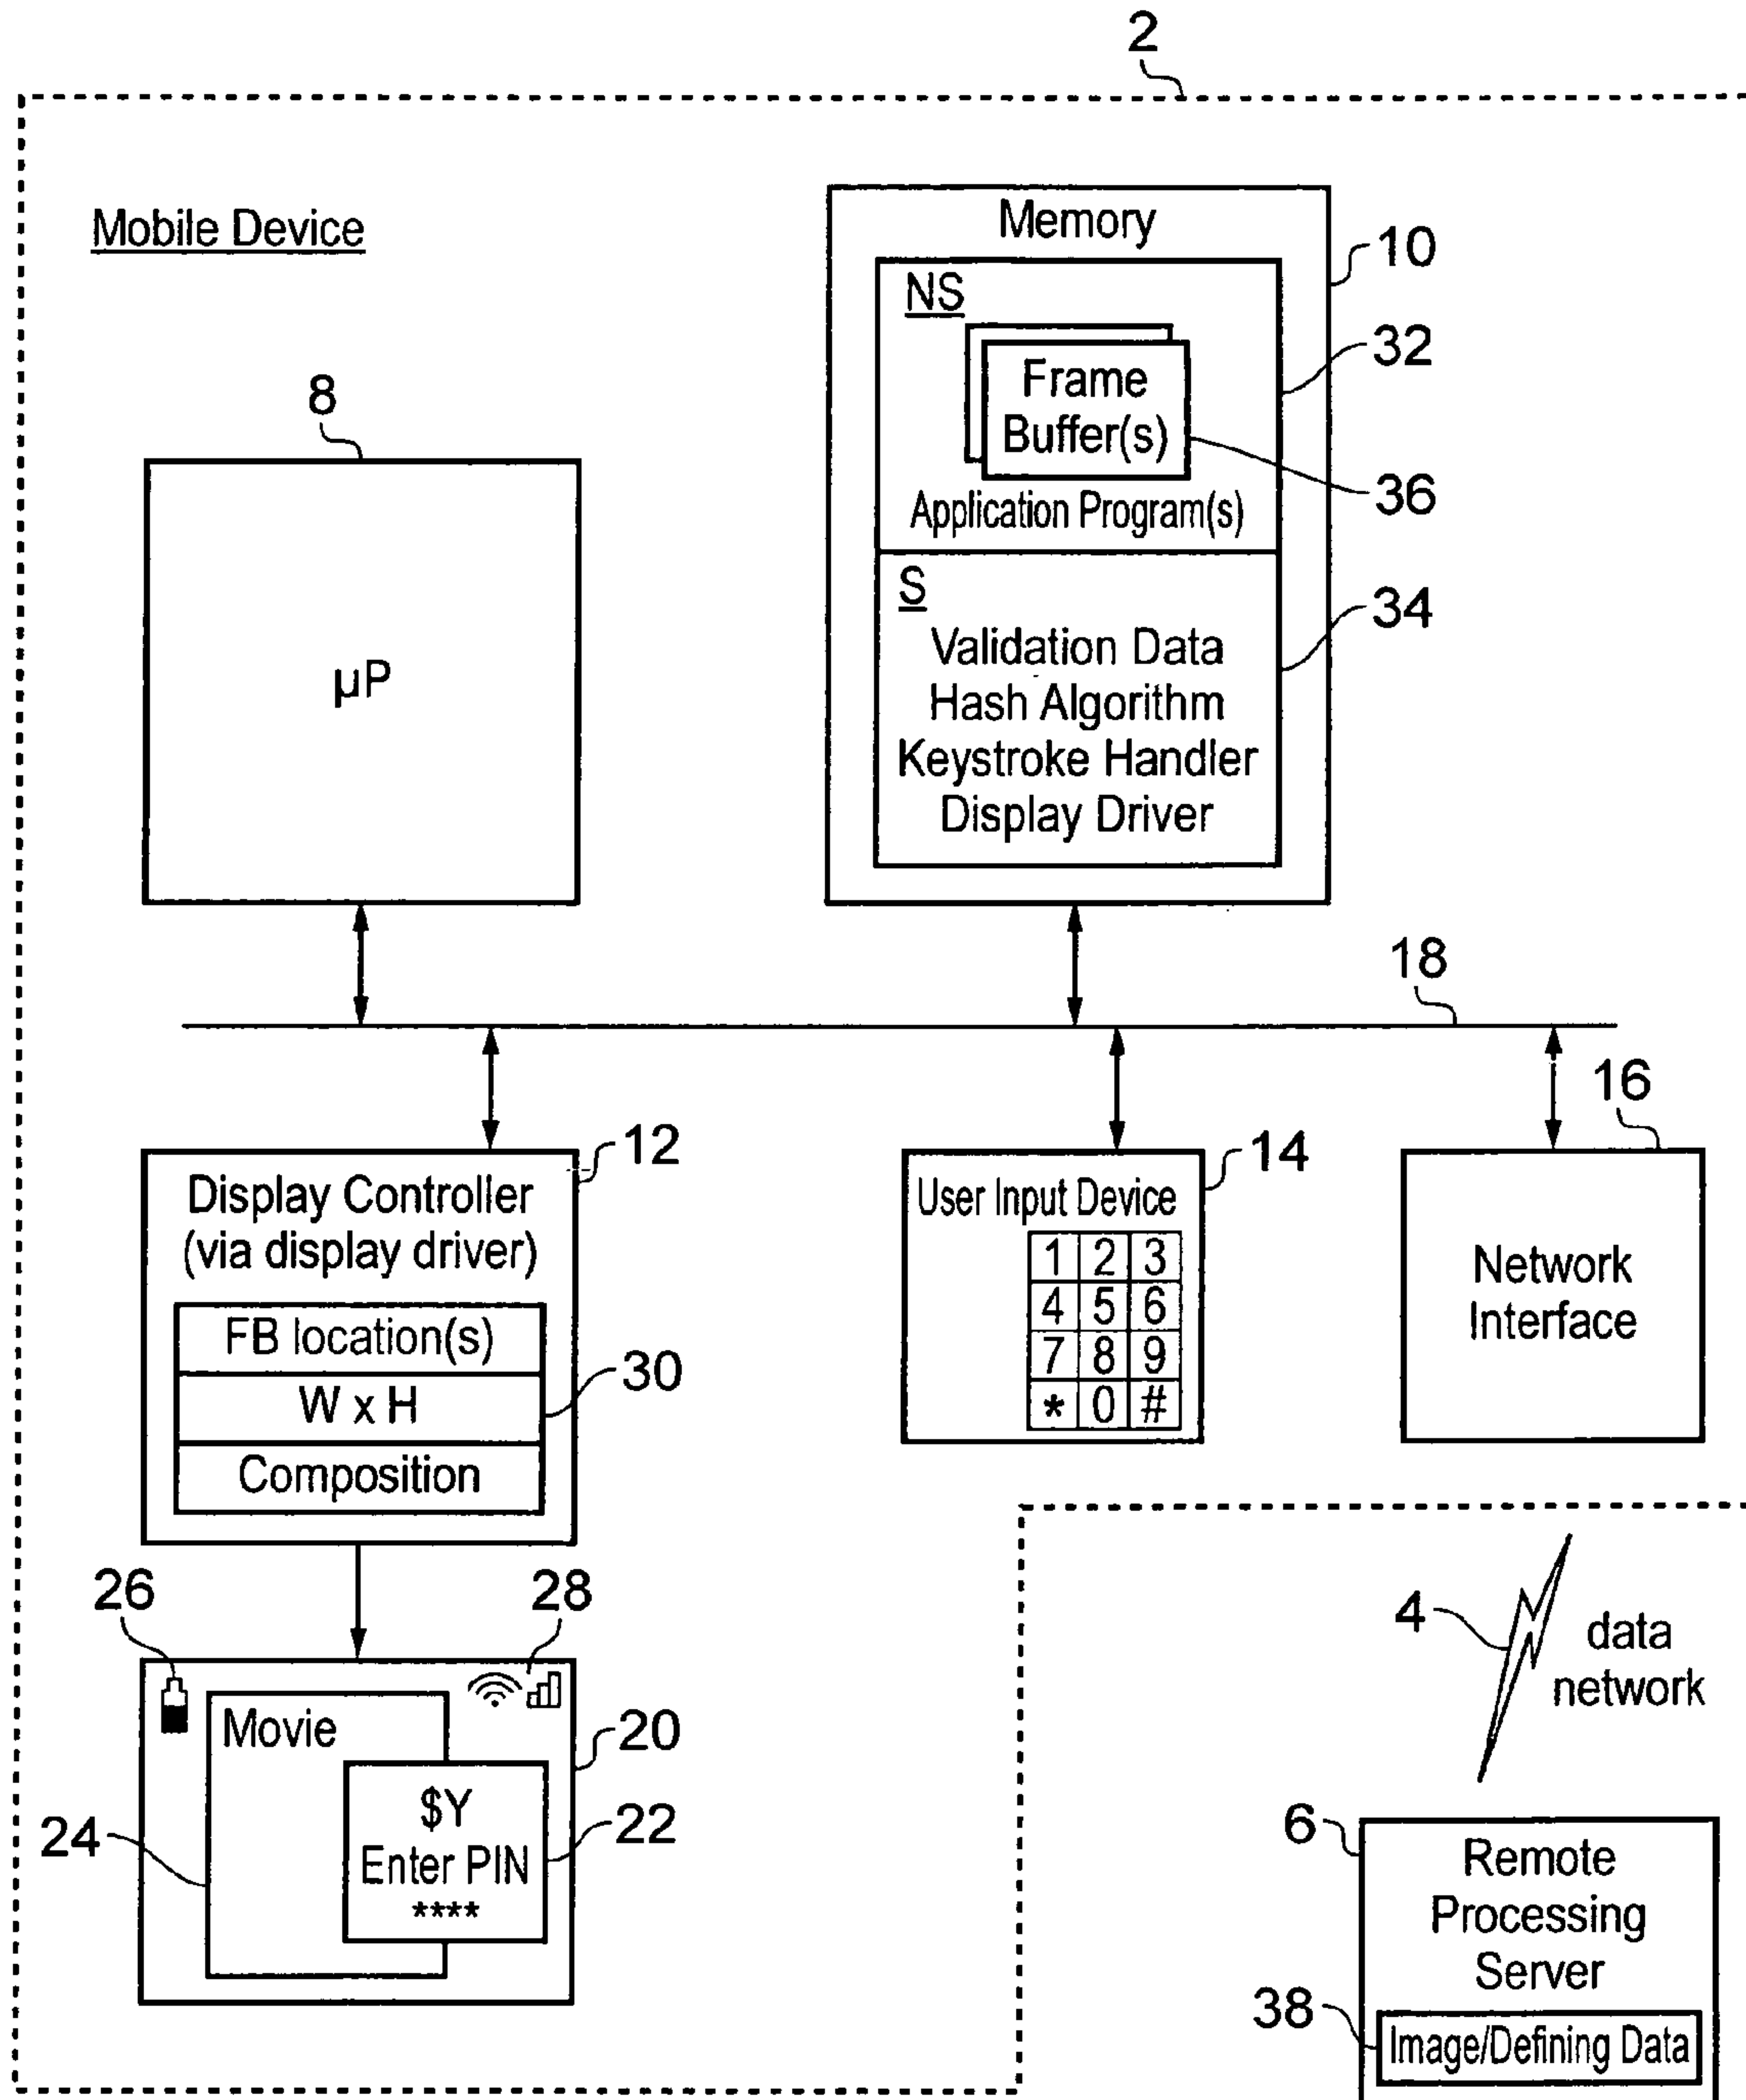 2
Mobile Device
8
µP
Memory
10
NS
Frame
Buffer(s)
32
36
Application Program(s)
S
34
Validation Data
Hash Algorithm
Keystroke Handler
Display Driver
18
12
Display Controller
(via display driver)
FB location(s)
W x H
30
Composition
14
User Input Device
1 2 3
4 5 6
7 8 9
* 0 #
16
Network
Interface
26
28
Movie
20
$Y
Enter PIN
****
22
24
4
data
network
6
Remote
Processing
Server
38
Image/Defining Data